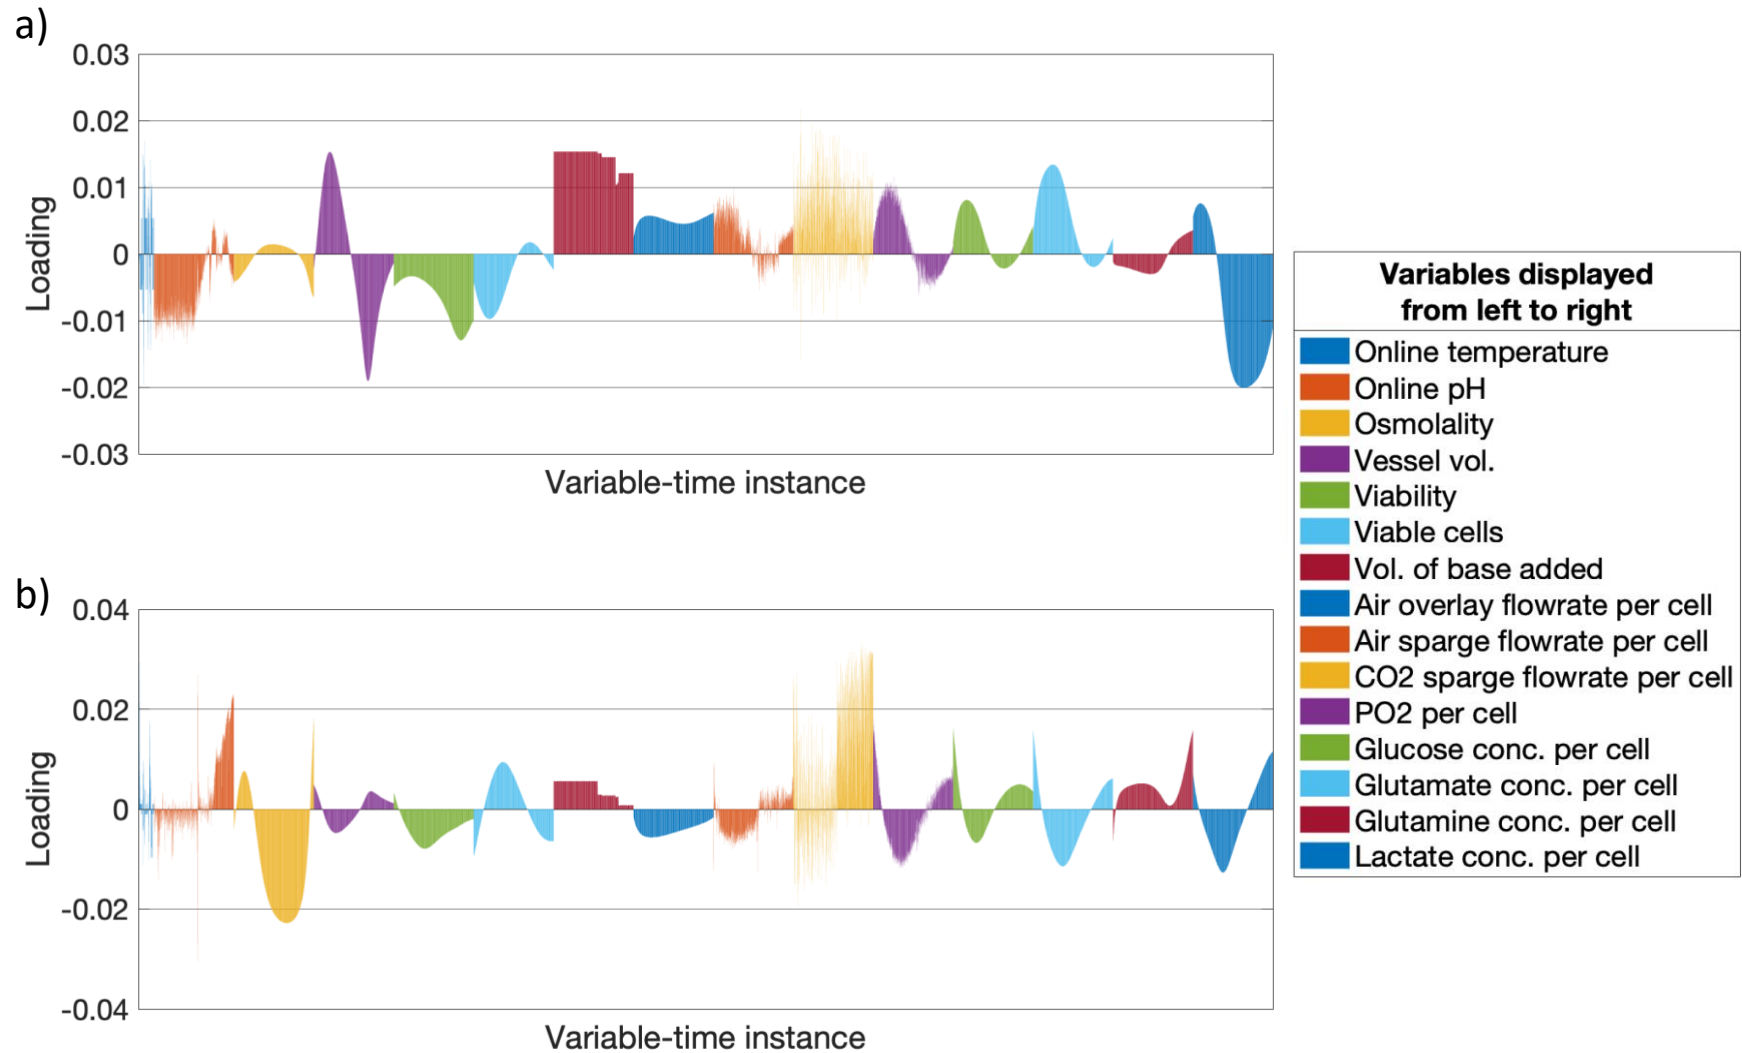 a)
0.03
0.02
0.01
0
-0.01
-0.02
-0.03
Loading
Variable-time instance
b)
0.04
0.02
0
-0.02
-0.04
Loading
Variable-time instance
Variables displayed
from left to right
Online temperature
Online pH
Osmolality
Vessel vol.
Viability
Viable cells
Vol. of base added
Air overlay flowrate per cell
Air sparge flowrate per cell
CO2 sparge flowrate per cell
PO2 per cell
Glucose conc. per cell
Glutamate conc. per cell
Glutamine conc. per cell
Lactate conc. per cell